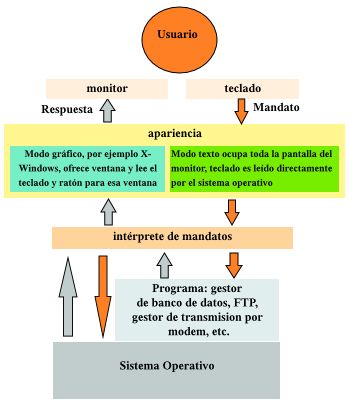 Usuario
monitor
teclado
Respuesta
Mandato
apariencia
Modo gráfico, por ejemplo X-
Windows, ofrece ventana y lee el
teclado y ratón para esa ventana
Modo texto ocupa toda la pantalla del
monitor, teclado es leído directamente
por el sistema operativo
intérprete de mandatos
Programa: gestor
de banco de datos, FTP,
gestor de transmision por
modem, etc.
Sistema Operativo